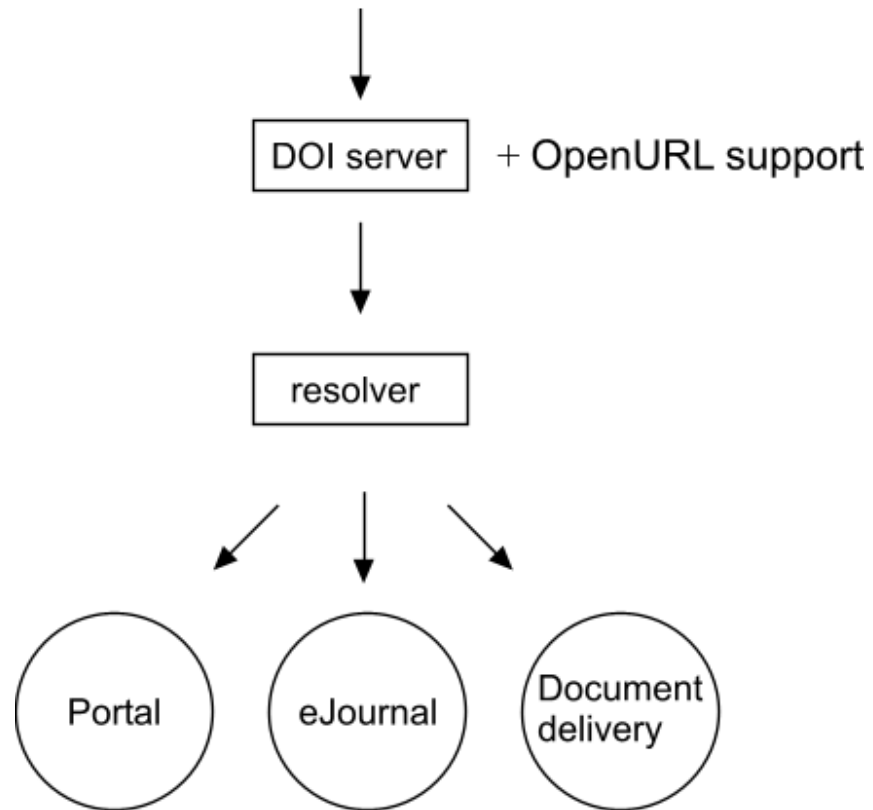 DOI server + OpenURL support
resolver
Portal
eJournal
Document
delivery